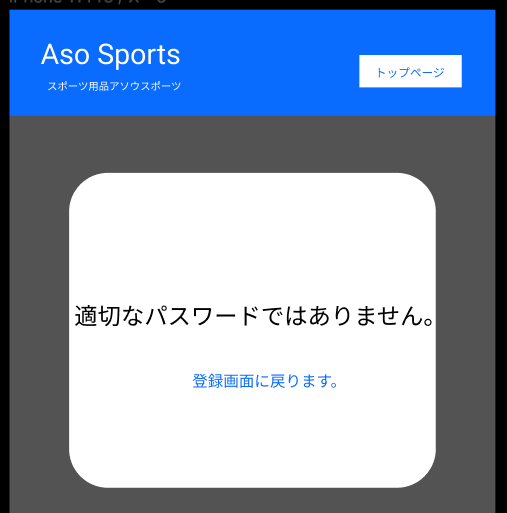 Aso Sports
スポーツ用品アソウスポーツ
トップページ
適切なパスワードではありません。
登録画面に戻ります。